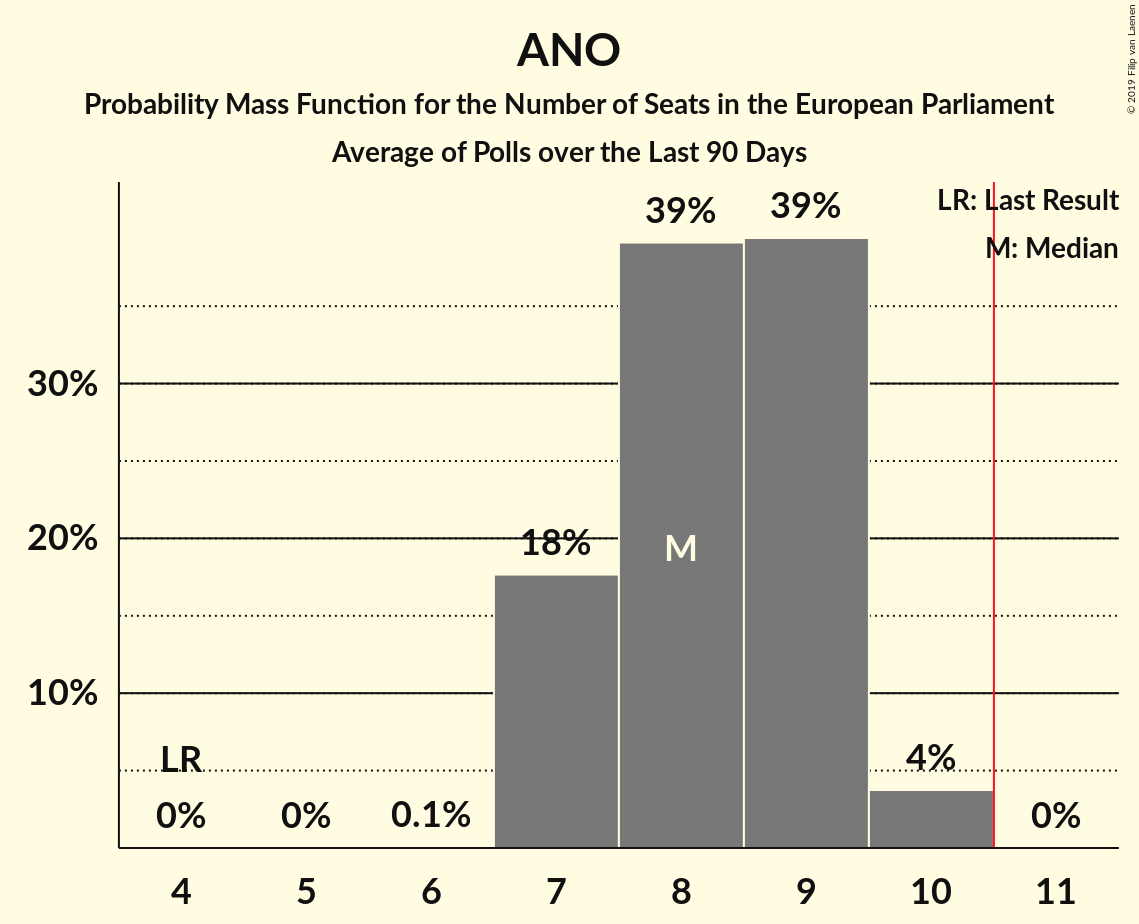 ANO
Probability Mass Function for the Number of Seats in the European Parliament
Average of Polls over the Last 90 Days
© 2019 Filip van Laenen
LR: Last Result
M: Median
39%
39%
30%
20%
18%
M
10%
LR
4%
0%
0%
0.1%
0%
4
5
6
7
8
9
10
11